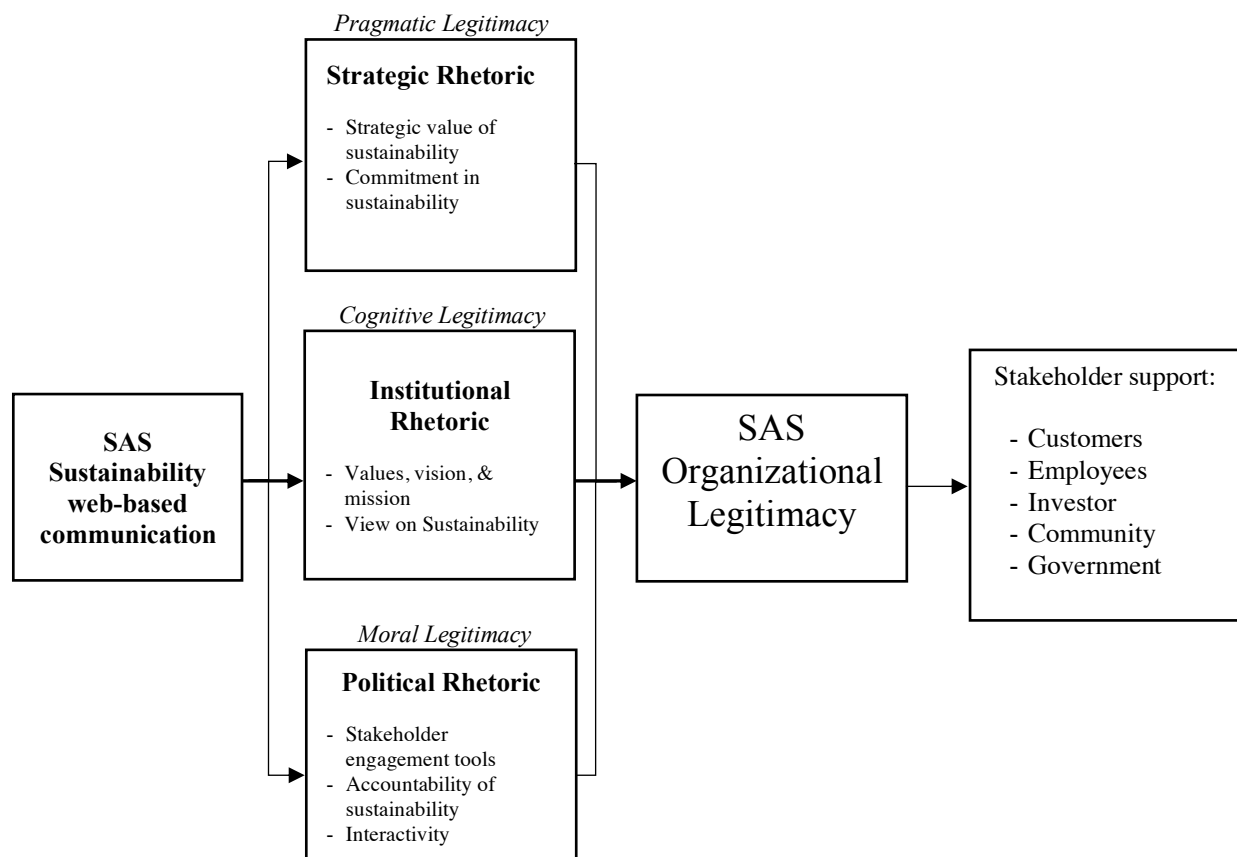 Pragmatic Legitimacy
Strategic Rhetoric
- Strategic value of
sustainability
- Commitment in
sustainability
Cognitive Legitimacy
Institutional
Rhetoric
- Values, vision, &
mission
- View on Sustainability
Moral Legitimacy
Political Rhetoric
- Stakeholder
engagement tools
- Accountability of
sustainability
- Interactivity
SAS
Sustainability
web-based
communication
SAS
Organizational
Legitimacy
Stakeholder support:
- Customers
- Employees
- Investor
- Community
- Government